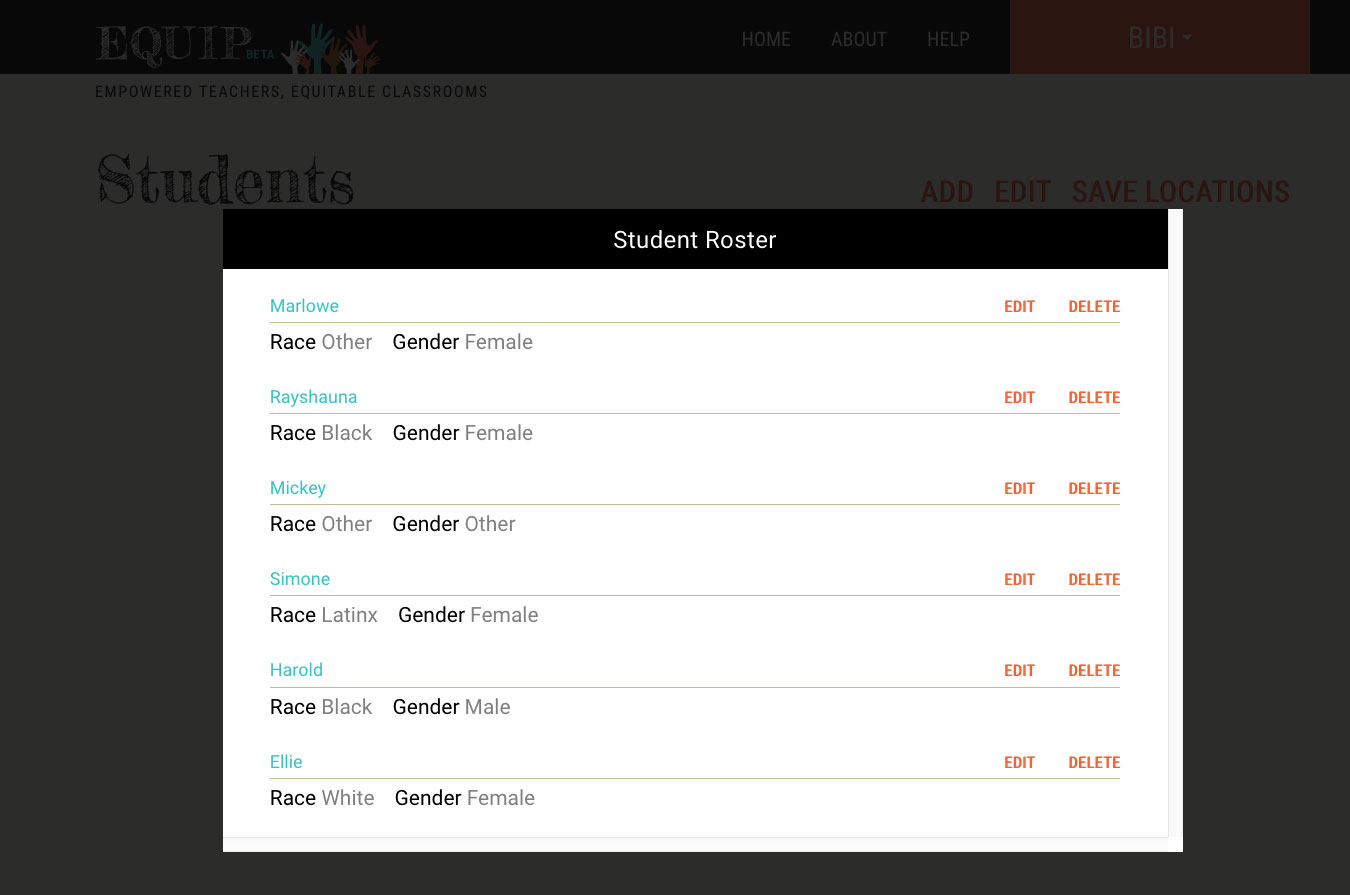 EQUIP BETA
HOME ABOUT HELP BIBI
EMPOWERED TEACHERS, EQUITABLE CLASSROOMS
Students
ADD EDIT SAVE LOCATIONS
Student Roster
Marlowe EDIT DELETE
Race Other Gender Female
Rayshauna EDIT DELETE
Race Black Gender Female
Mickey EDIT DELETE
Race Other Gender Other
Simone EDIT DELETE
Race Latinx Gender Female
Harold EDIT DELETE
Race Black Gender Male
Ellie EDIT DELETE
Race White Gender Female